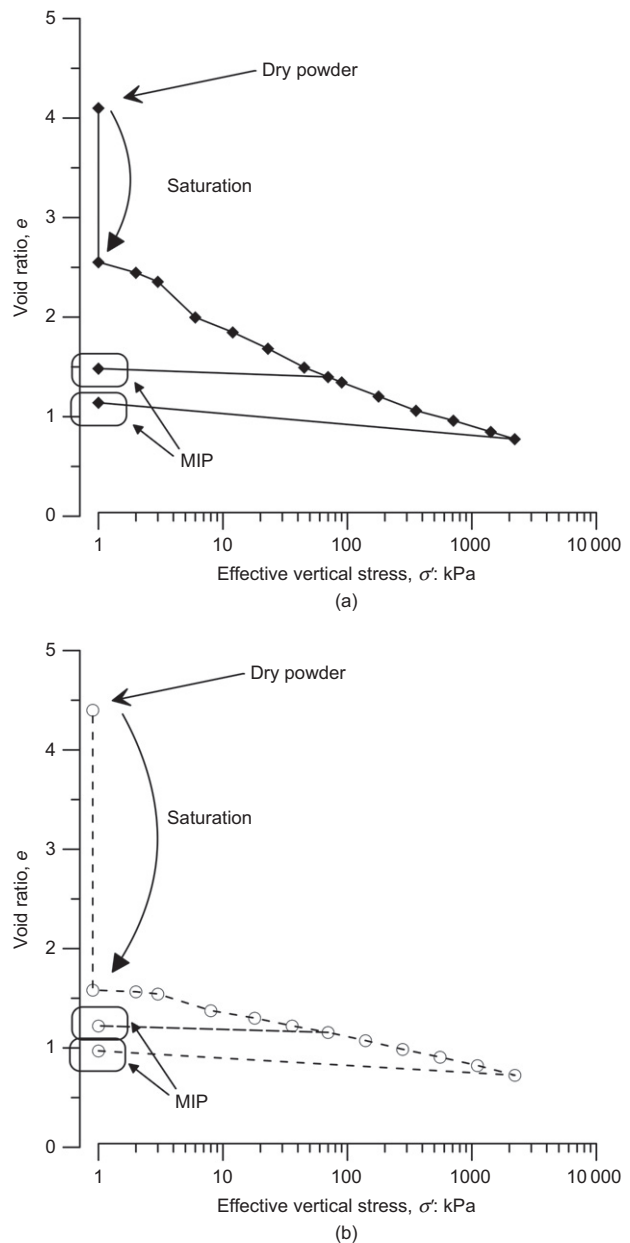 5
Dry powder
4
Saturation
3
Void ratio, e
2
1
MIP
0
1 10 100 1000 10 000
Effective vertical stress, σ′: kPa
(a)
5
Dry powder
4
Saturation
3
Void ratio, e
2
1
MIP
0
1 10 100 1000 10 000
Effective vertical stress, σ′: kPa
(b)